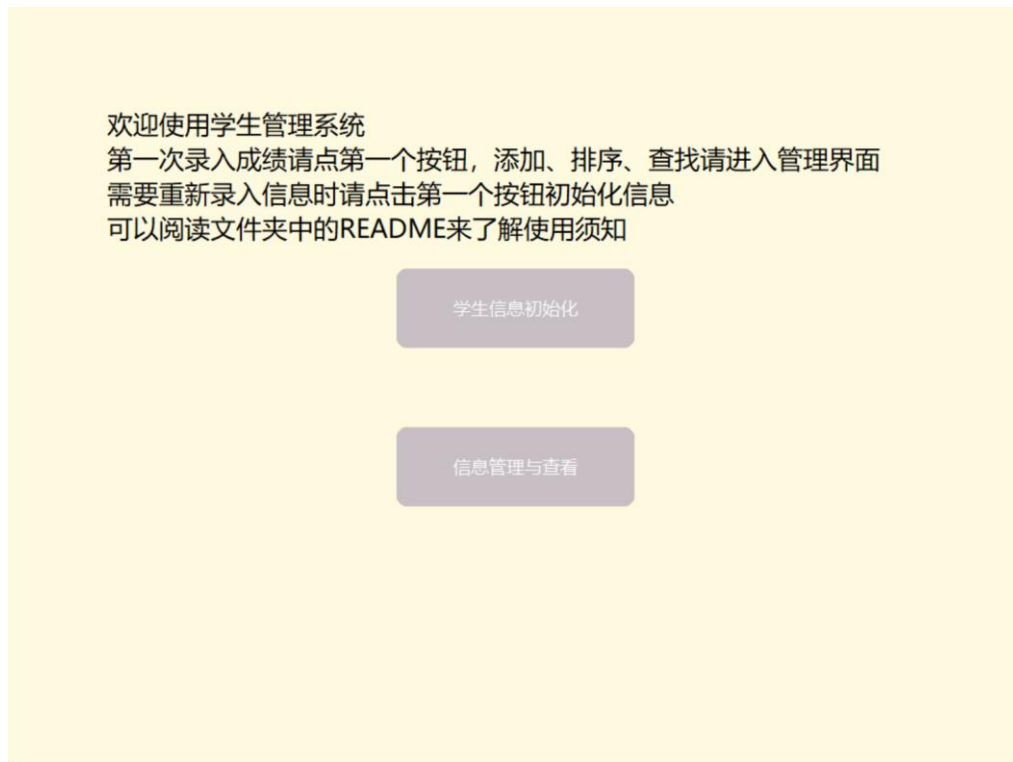 欢迎使用学生管理系统
第一次录入成绩请点第一个按钮，添加、排序、查找请进入管理界面
需要重新录入信息时请点击第一个按钮初始化信息
可以阅读文件夹中的README来了解使用须知
学生信息初始化
信息管理与查看